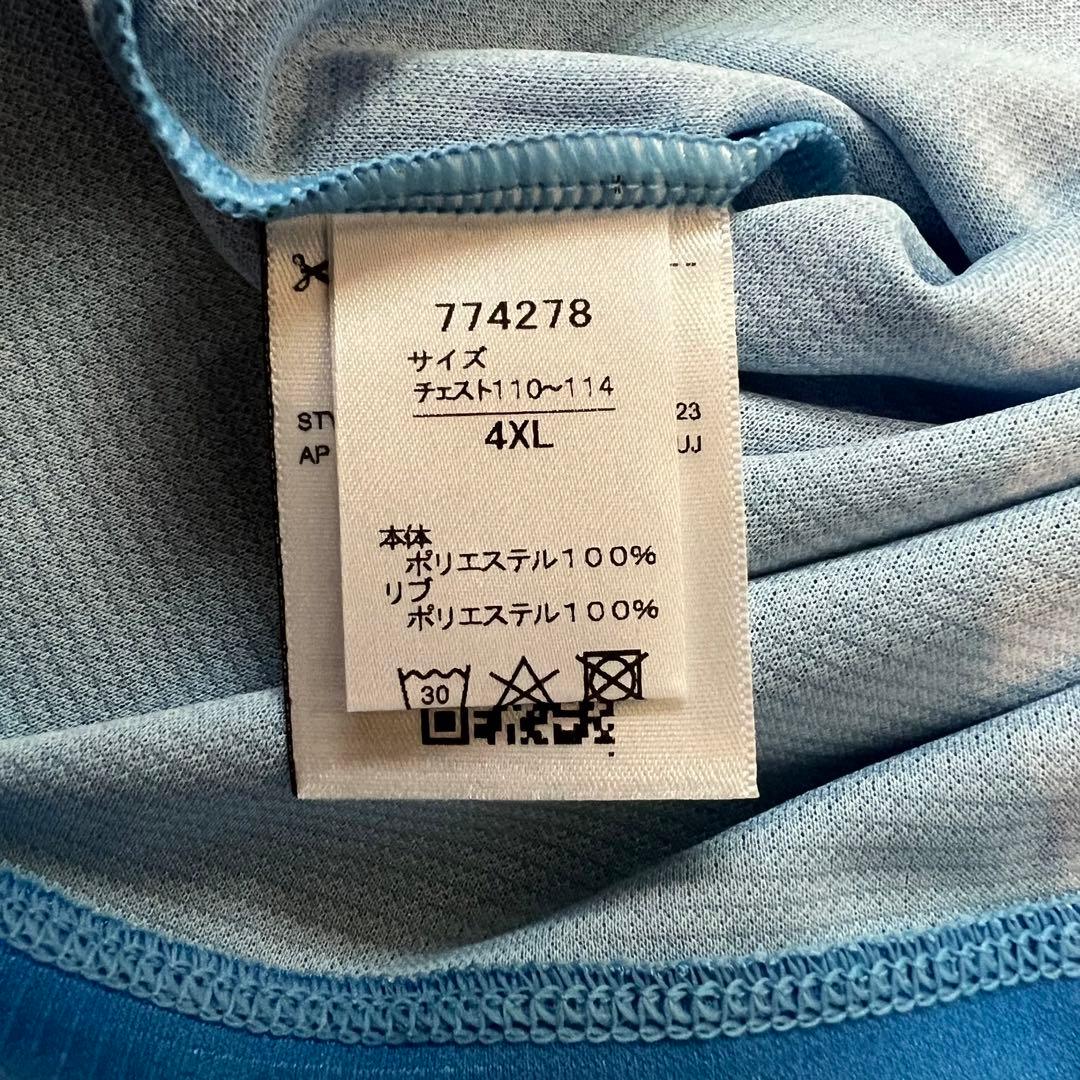 774278
サイズ
チェスト110〜114
4XL
STY
23
AP
UJ
本体
ポリエステル100%
リブ
ポリエステル100%
30